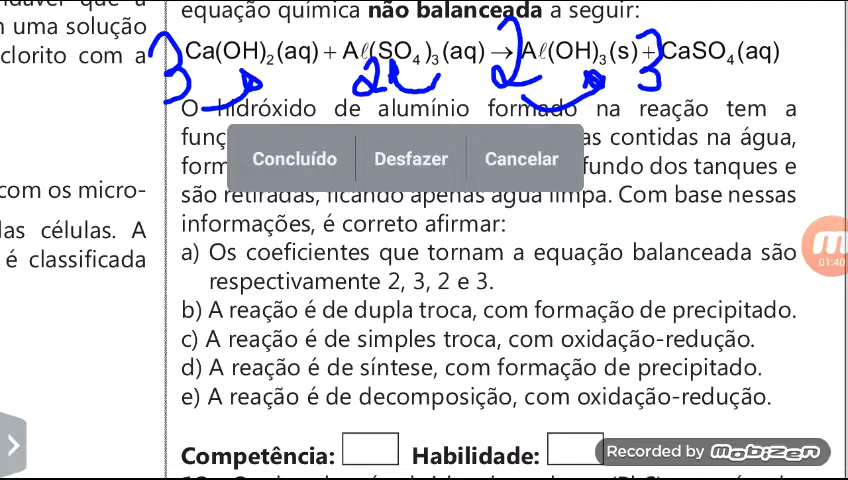 ndaver que a
n uma solução
clorito com a
com os micro-
las células. A
é classificada
equação química não balanceada a seguir:
3 Ca(OH)₂(aq) + Aℓ(SO₄)₃(aq) → 2 Aℓ(OH)₃(s) + 3 CaSO₄(aq)
2
O hidróxido de alumínio formado na reação tem a
funç as contidas na água,
form fundo dos tanques e
são retiradas, ficando apenas água limpa. Com base nessas
informações, é correto afirmar:
a) Os coeficientes que tornam a equação balanceada são
respectivamente 2, 3, 2 e 3.
b) A reação é de dupla troca, com formação de precipitado.
c) A reação é de simples troca, com oxidação-redução.
d) A reação é de síntese, com formação de precipitado.
e) A reação é de decomposição, com oxidação-redução.
Competência: Habilidade:
Concluído Desfazer Cancelar
m
01:40
Recorded by mobizen